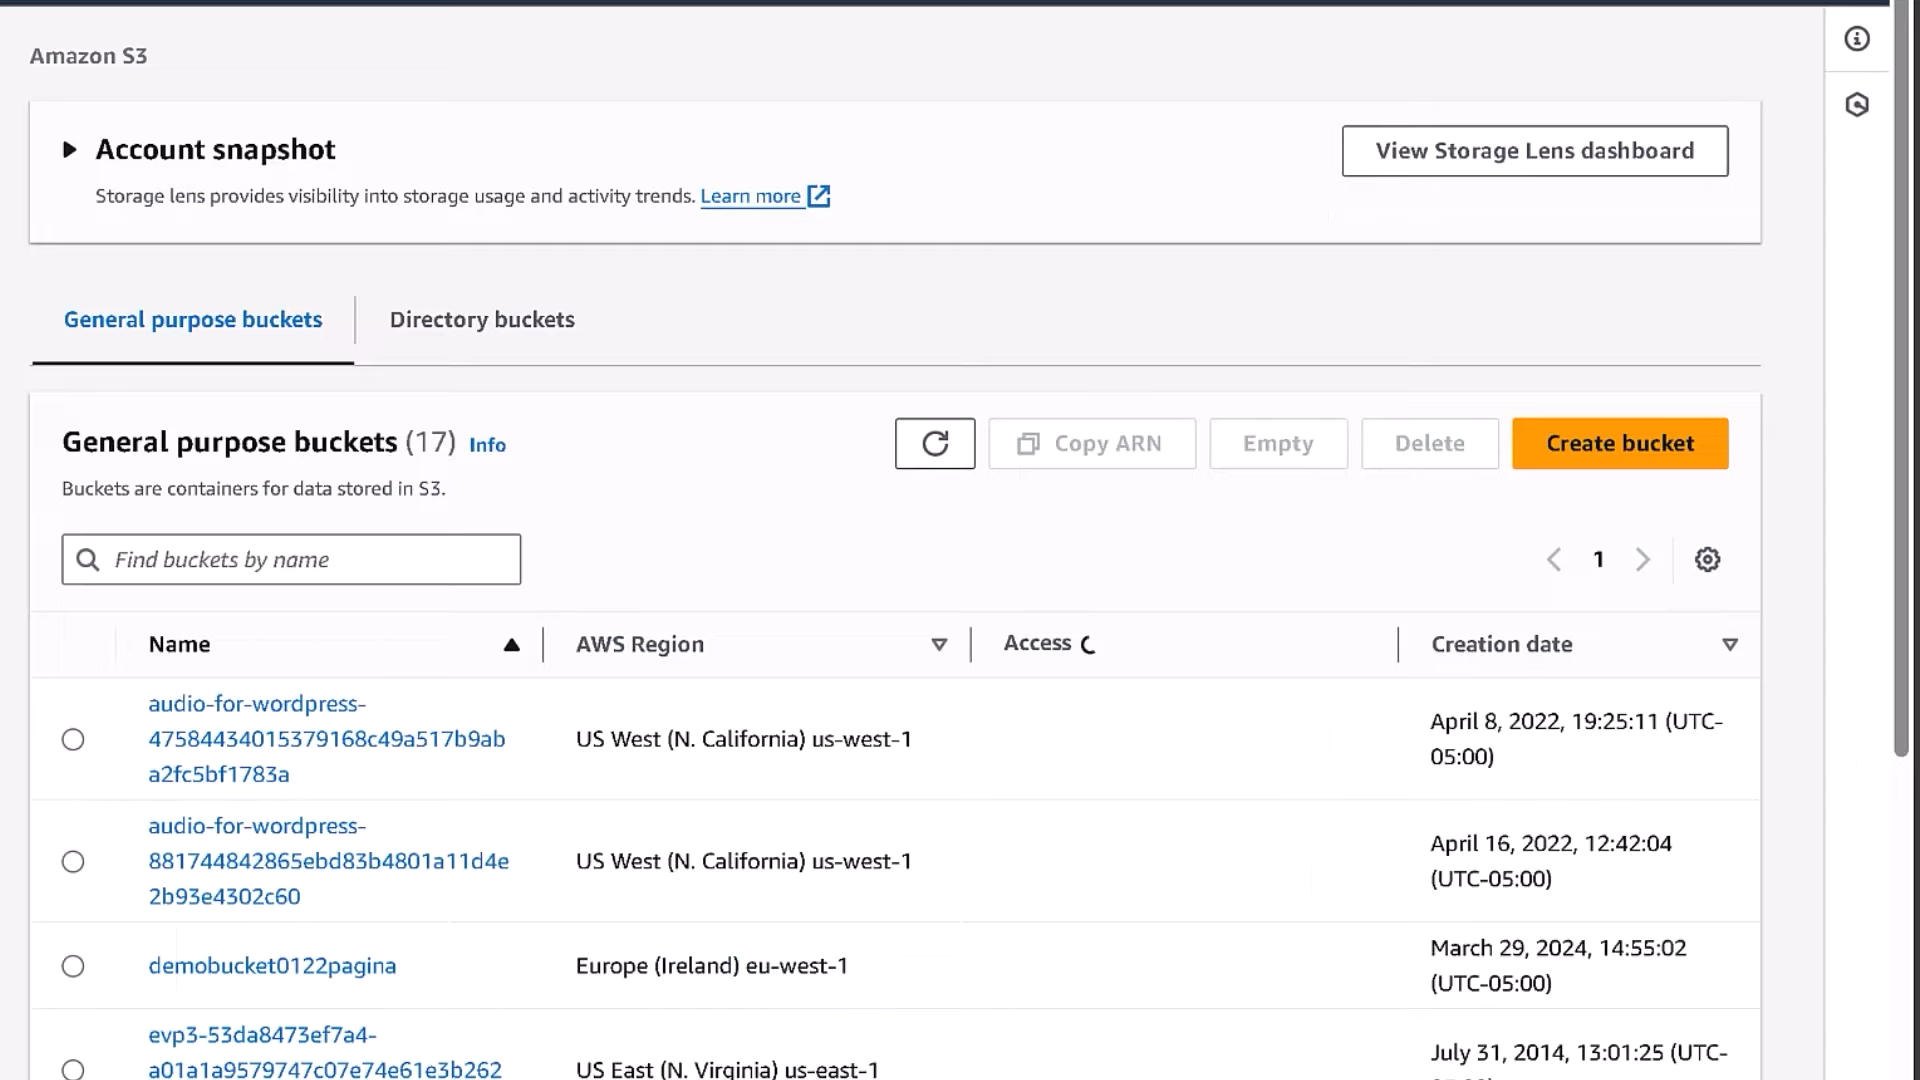 Amazon S3
Account snapshot
View Storage Lens dashboard
Storage lens provides visibility into storage usage and activity trends. Learn more
General purpose buckets
Directory buckets
General purpose buckets (17) Info
Copy ARN
Empty
Delete
Create bucket
Buckets are containers for data stored in S3.
Find buckets by name
1
Name
AWS Region
Access
Creation date
audio-for-wordpress-
47584434015379168c49a517b9ab
a2fc5bf1783a
US West (N. California) us-west-1
April 8, 2022, 19:25:11 (UTC-
05:00)
audio-for-wordpress-
881744842865ebd83b4801a11d4e
2b93e4302c60
US West (N. California) us-west-1
April 16, 2022, 12:42:04
(UTC-05:00)
demobucket0122pagina
Europe (Ireland) eu-west-1
March 29, 2024, 14:55:02
(UTC-05:00)
evp3-53da8473ef7a4-
a01a1a9579747c07e74e61e3b262
US East (N. Virginia) us-east-1
July 31, 2014, 13:01:25 (UTC-